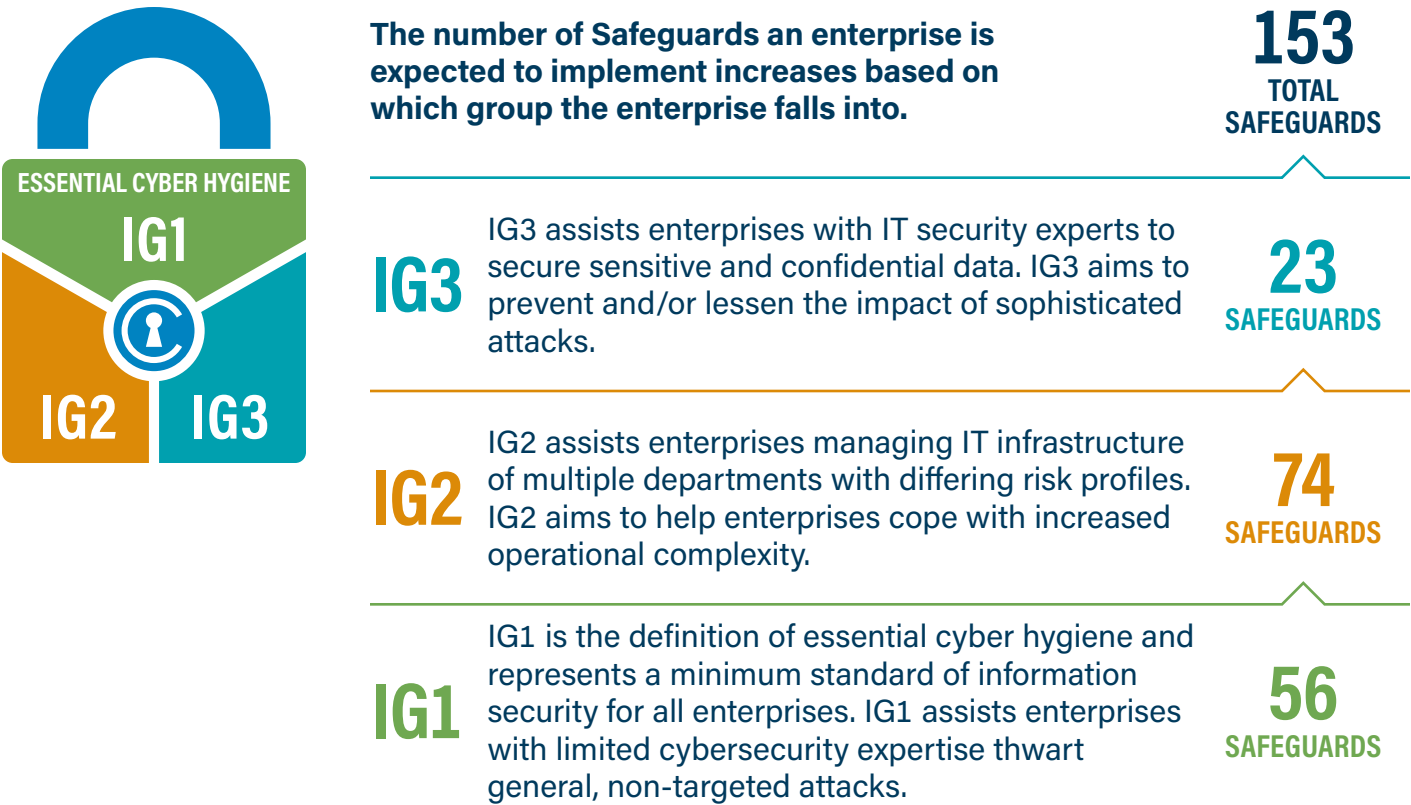 ESSENTIAL CYBER HYGIENE
IG1
IG2
IG3
The number of Safeguards an enterprise is
expected to implement increases based on
which group the enterprise falls into.
153
TOTAL
SAFEGUARDS
IG3
IG3 assists enterprises with IT security experts to
secure sensitive and confidential data. IG3 aims to
prevent and/or lessen the impact of sophisticated
attacks.
23
SAFEGUARDS
IG2
IG2 assists enterprises managing IT infrastructure
of multiple departments with differing risk profiles.
IG2 aims to help enterprises cope with increased
operational complexity.
74
SAFEGUARDS
IG1
IG1 is the definition of essential cyber hygiene and
represents a minimum standard of information
security for all enterprises. IG1 assists enterprises
with limited cybersecurity expertise thwart
general, non-targeted attacks.
56
SAFEGUARDS